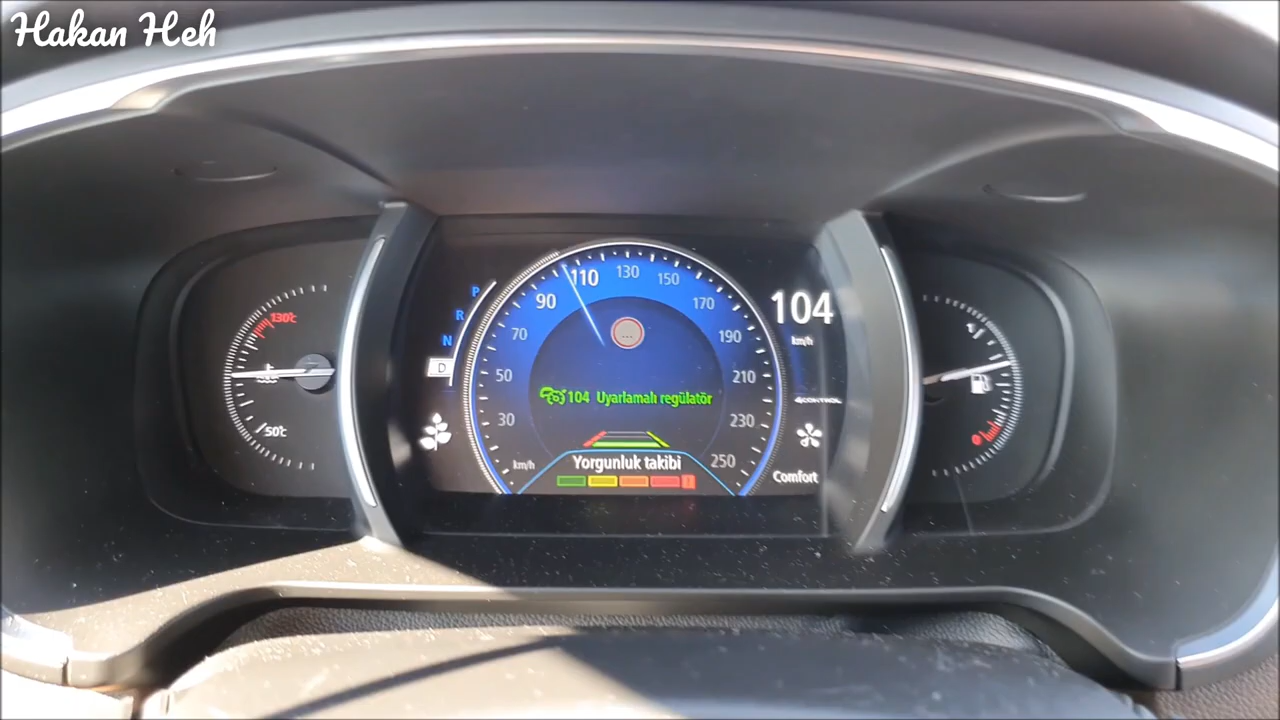 Hakan Heh
130℃
50℃
P
R
N
D
30
50
70
90
110
130
150
170
190
210
230
250
km/h
...
104 Uyarlamalı regülatör
Yorgunluk takibi
104
km/h
4CONTROL
Comfort
1
0